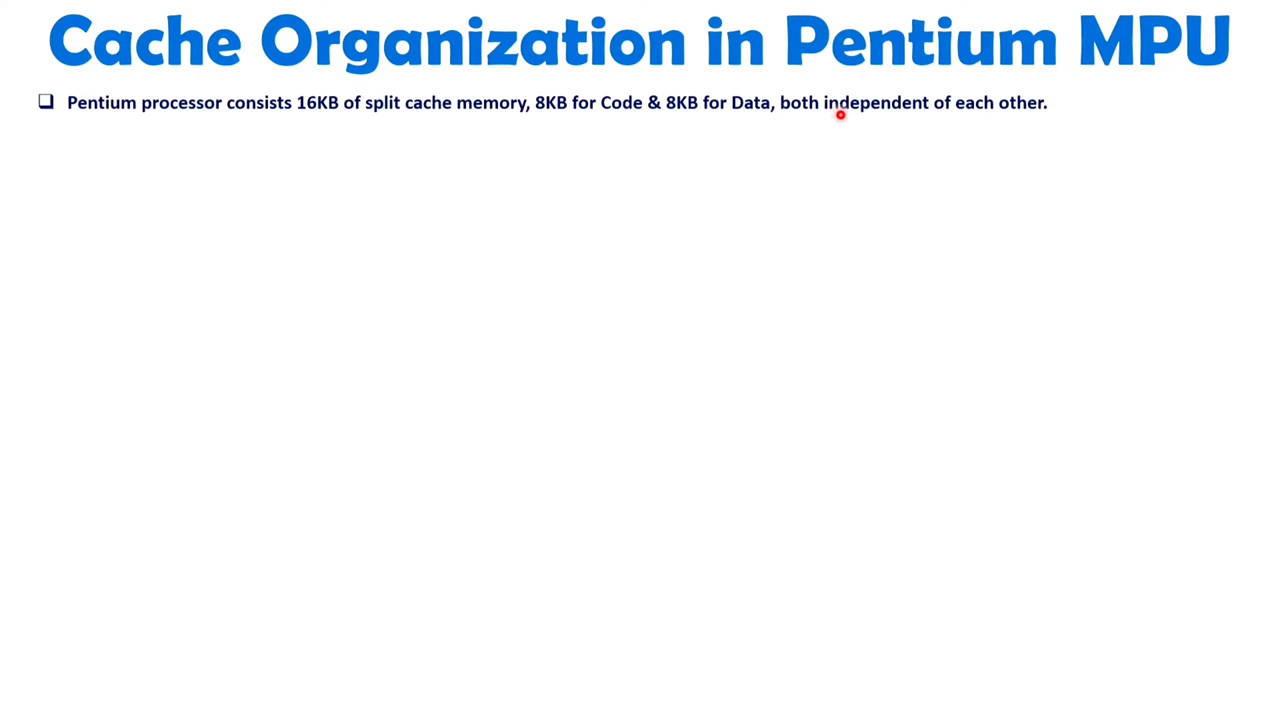 Cache Organization in Pentium MPU
Pentium processor consists 16KB of split cache memory, 8KB for Code & 8KB for Data, both independent of each other.